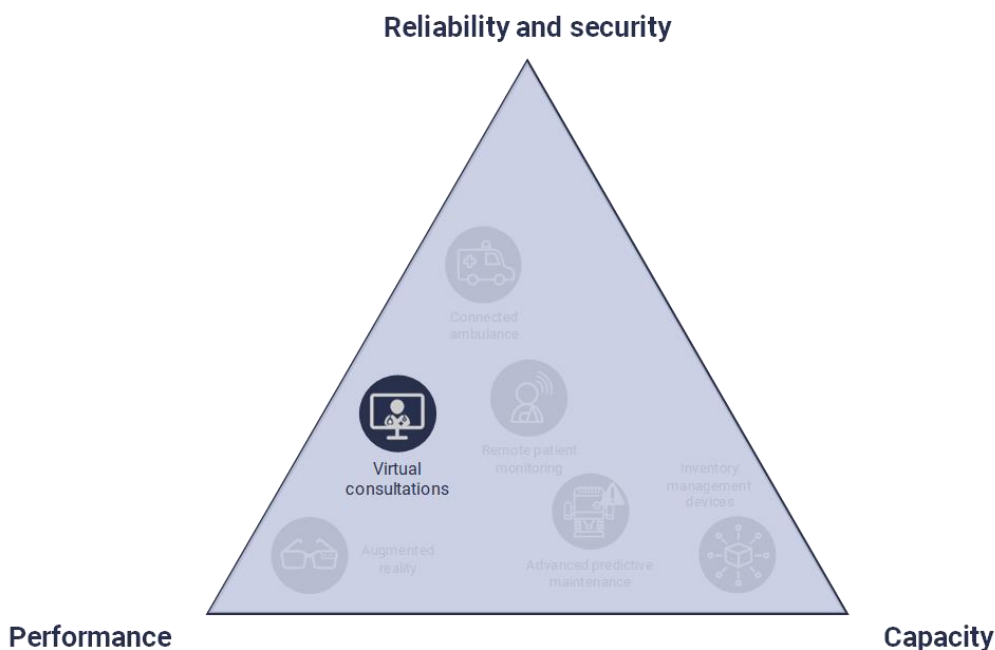 Reliability and security
Connected
ambulance
Virtual
consultations
Remote patient
monitoring
Inventory
management
devices
Augmented
reality
Advanced predictive
maintenance
Performance
Capacity